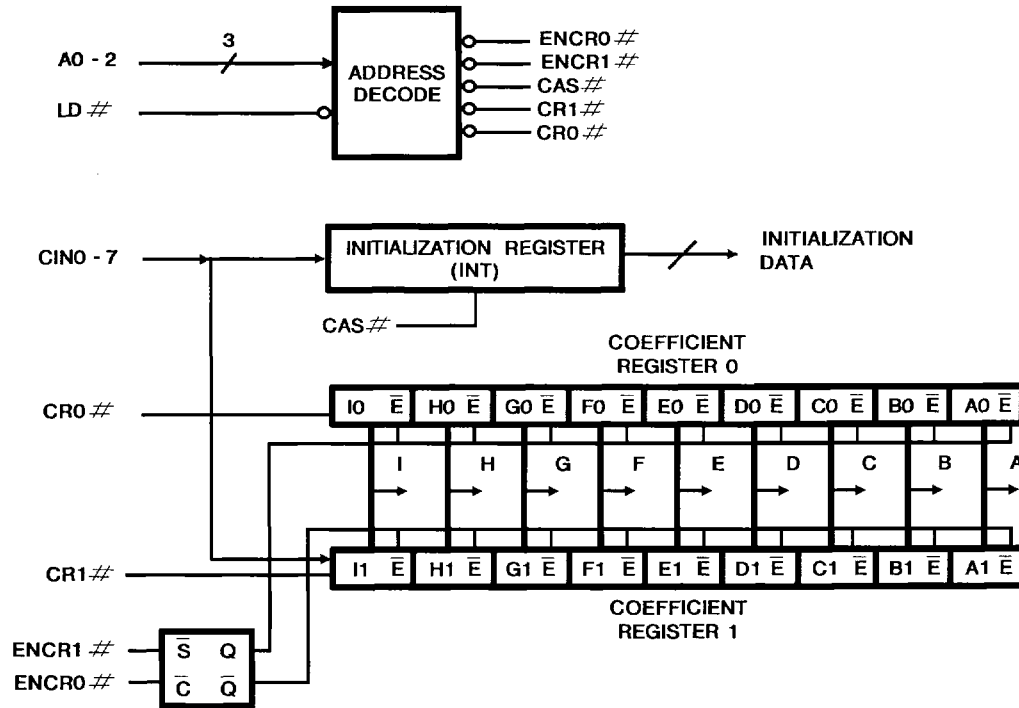 3
A0 - 2
LD #
ADDRESS
DECODE
ENCR0 #
ENCR1 #
CAS #
CR1 #
CR0 #
CIN0 - 7
INITIALIZATION REGISTER
(INT)
INITIALIZATION
DATA
CAS #
COEFFICIENT
REGISTER 0
CR0 #
I0 E̅ H0 E̅ G0 E̅ F0 E̅ E0 E̅ D0 E̅ C0 E̅ B0 E̅ A0 E̅
I H G F E D C B A
CR1 #
I1 E̅ H1 E̅ G1 E̅ F1 E̅ E1 E̅ D1 E̅ C1 E̅ B1 E̅ A1 E̅
COEFFICIENT
REGISTER 1
ENCR1 #
ENCR0 #
S̅ Q
C̅ Q̅